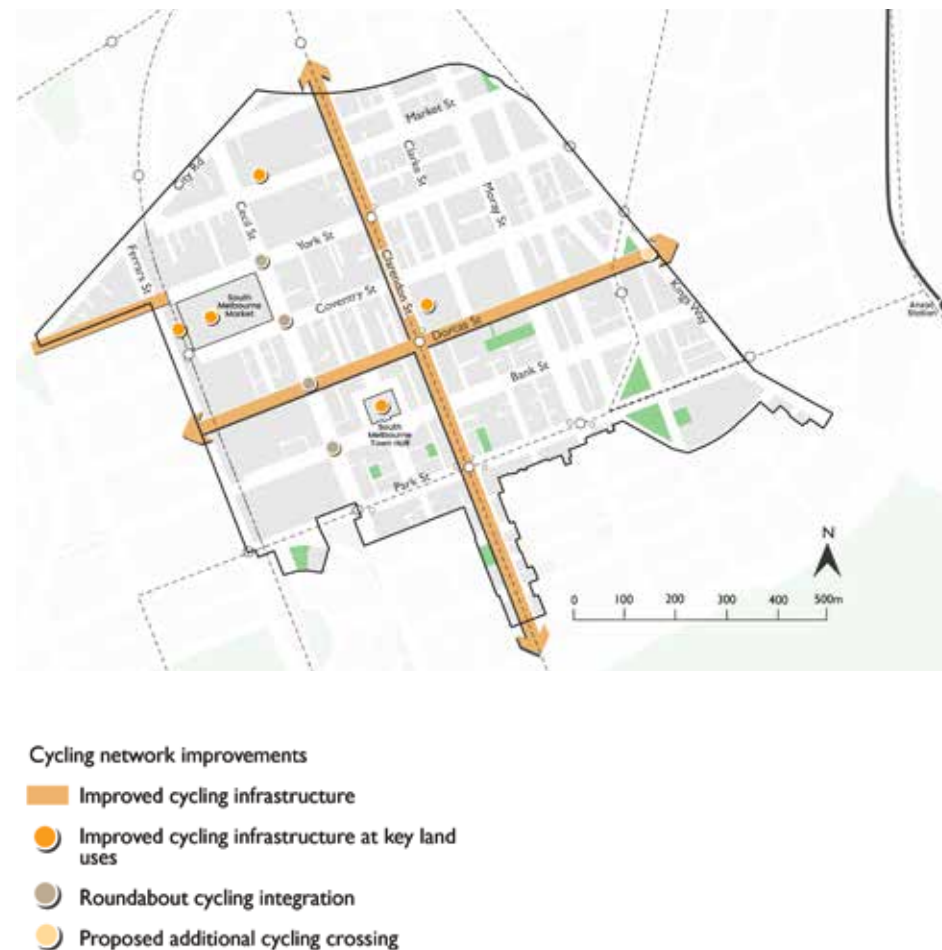 Market St
City Rd
Clarke St
Cecil St
Moray St
York St
Ferrars St
Clarendon St
South
Melbourne
Market
Coventry St
Kings Way
Anzac
Station
Dorcas St
Bank St
South
Melbourne
Town Hall
Park St
N
0 100 200 300 400 500m
Cycling network improvements
Improved cycling infrastructure
Improved cycling infrastructure at key land
uses
Roundabout cycling integration
Proposed additional cycling crossing